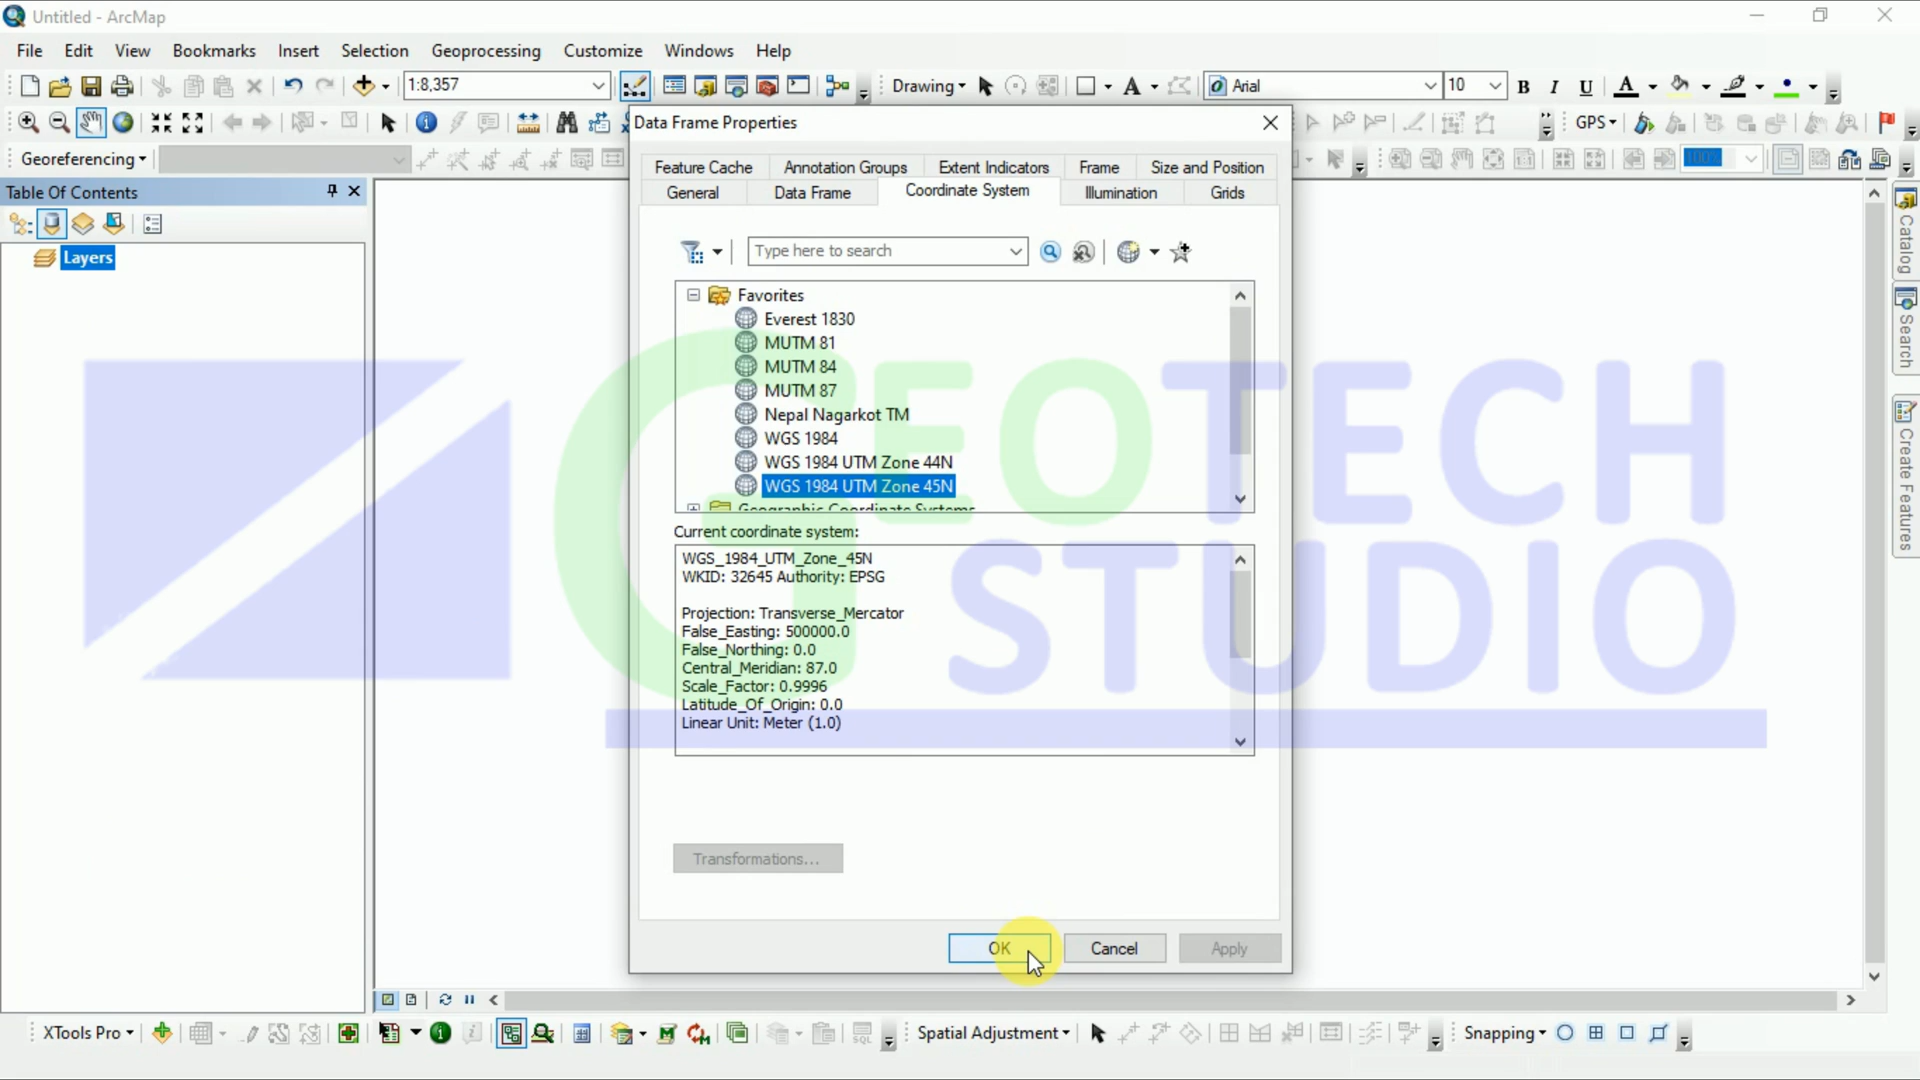 Untitled - ArcMap
File Edit View Bookmarks Insert Selection Geoprocessing Customize Windows Help
1:8,357 Drawing Arial 10 B I U A
GPS
Georeferencing 100%
Table Of Contents
Layers
Data Frame Properties
Feature Cache Annotation Groups Extent Indicators Frame Size and Position
General Data Frame Coordinate System Illumination Grids
Type here to search
Favorites
Everest 1830
MUTM 81
MUTM 84
MUTM 87
Nepal Nagarkot TM
WGS 1984
WGS 1984 UTM Zone 44N
WGS 1984 UTM Zone 45N
Geographic Coordinate Systems
Current coordinate system:
WGS_1984_UTM_Zone_45N
WKID: 32645 Authority: EPSG
Projection: Transverse_Mercator
False_Easting: 500000.0
False_Northing: 0.0
Central_Meridian: 87.0
Scale_Factor: 0.9996
Latitude_Of_Origin: 0.0
Linear Unit: Meter (1.0)
Transformations...
OK Cancel Apply
Catalog
Search
Create Features
GEOTECH
STUDIO
XTools Pro SQL Spatial Adjustment Snapping